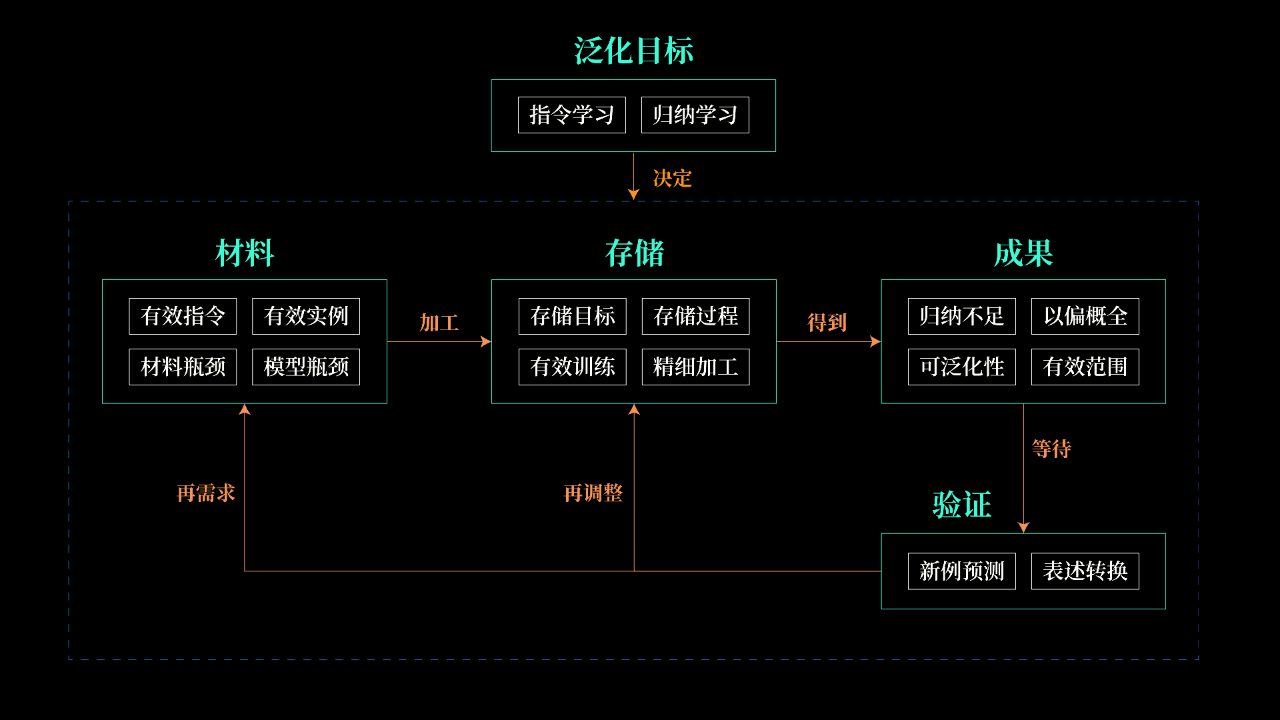 泛化目标
指令学习 归纳学习
决定
材料 存储 成果
有效指令 有效实例 加工 存储目标 存储过程 得到 归纳不足 以偏概全
材料瓶颈 模型瓶颈 有效训练 精细加工 可泛化性 有效范围
等待
再需求 再调整 验证
新例预测 表述转换